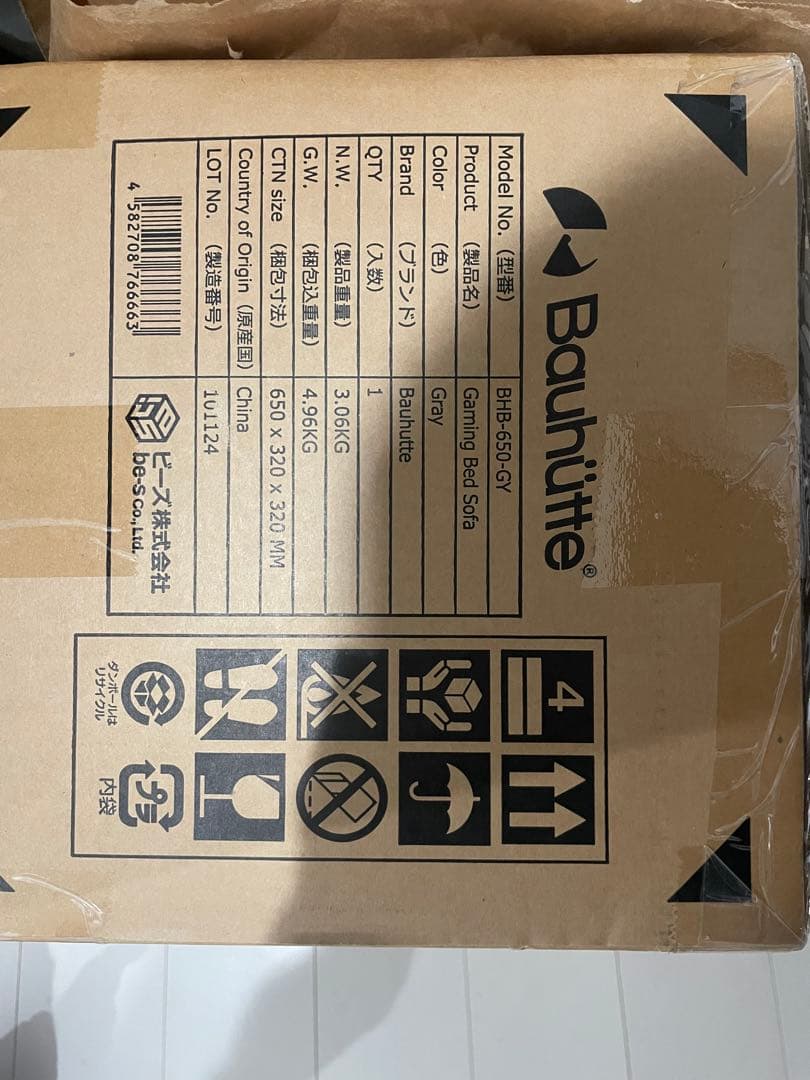 Bauhütte®
Model No. (型番) BHB-650-GY
Product (製品名) Gaming Bed Sofa
Color (色) Gray
Brand (ブランド) Bauhutte
QTY (入数) 1
N.W. (製品重量) 3.06KG
G.W. (梱包込重量) 4.96KG
CTN size (梱包寸法) 650 x 320 x 320 MM
Country of Origin (原産国) China
LOT No. (製造番号) 101124
4 582708 766663
ビーズ株式会社
be-s Co., Ltd.
4
ダンボールは
リサイクル
プラ
内袋